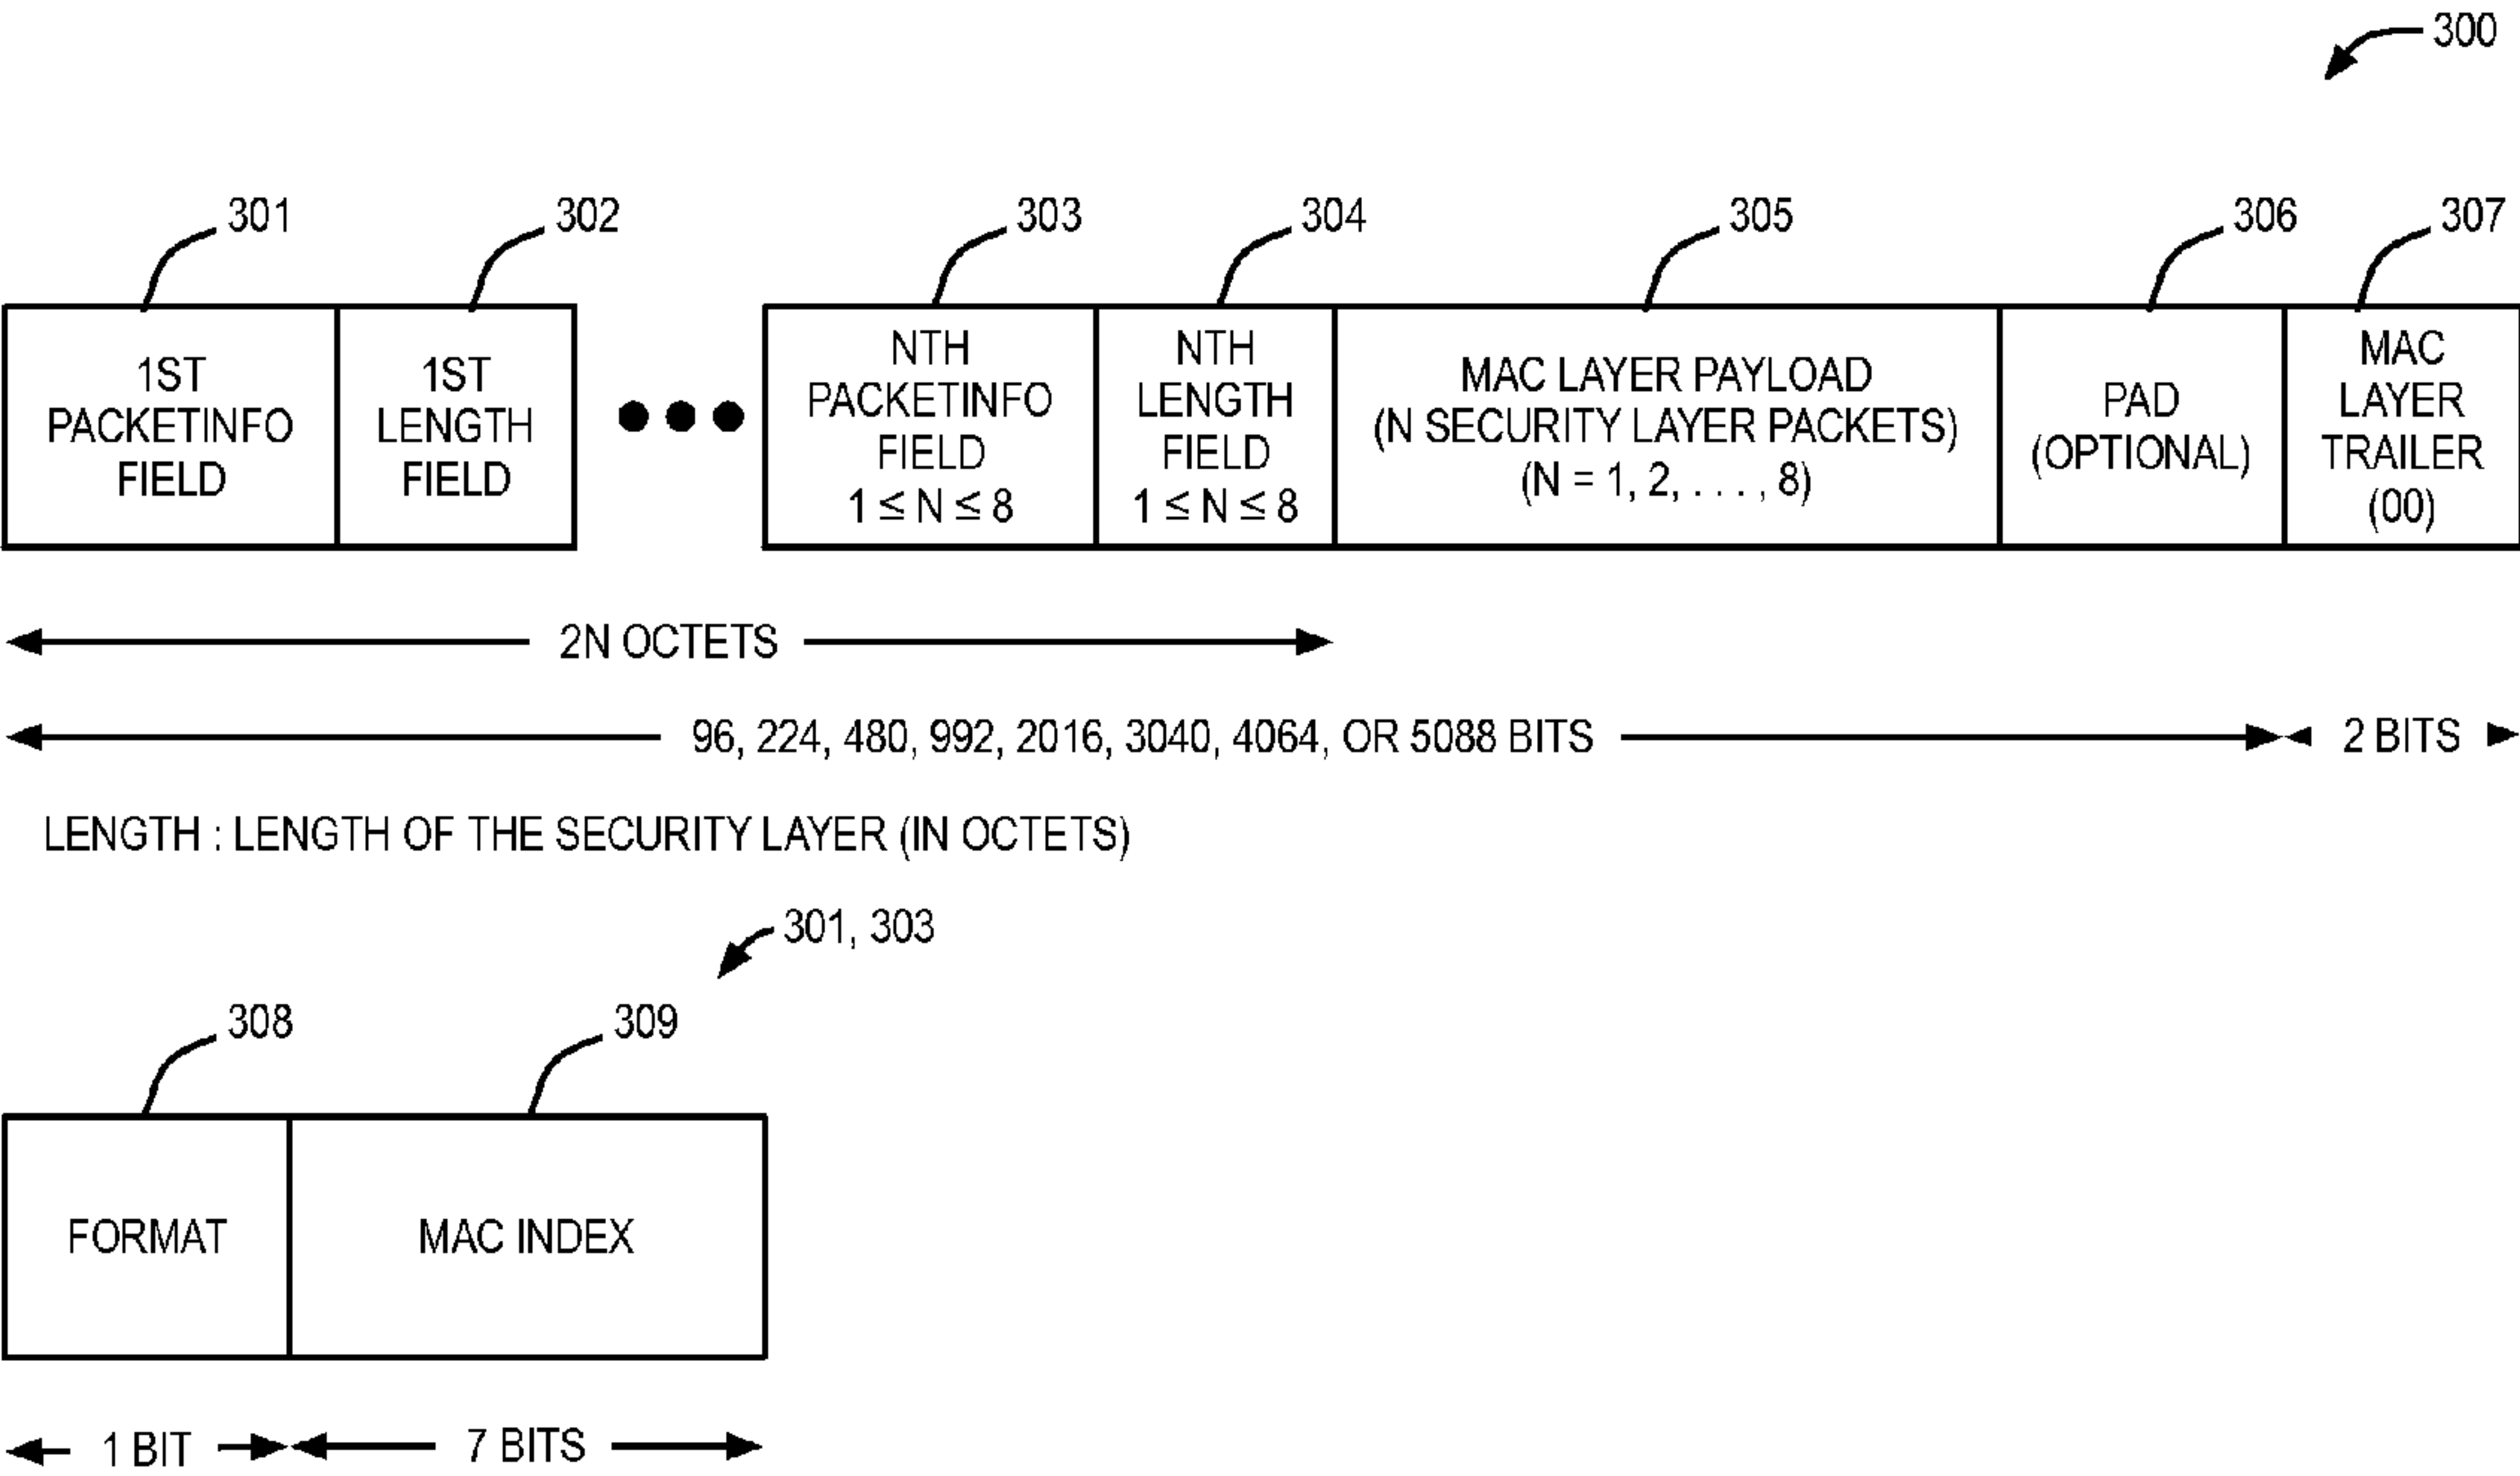 300
301
302
303
304
305
306
307
1ST
PACKETINFO
FIELD
1ST
LENGTH
FIELD
NTH
PACKETINFO
FIELD
1 ≤ N ≤ 8
NTH
LENGTH
FIELD
1 ≤ N ≤ 8
MAC LAYER PAYLOAD
(N SECURITY LAYER PACKETS)
(N = 1, 2, . . . , 8)
PAD
(OPTIONAL)
MAC
LAYER
TRAILER
(00)
2N OCTETS
96, 224, 480, 992, 2016, 3040, 4064, OR 5088 BITS
2 BITS
LENGTH : LENGTH OF THE SECURITY LAYER (IN OCTETS)
301, 303
308
309
FORMAT
MAC INDEX
1 BIT
7 BITS